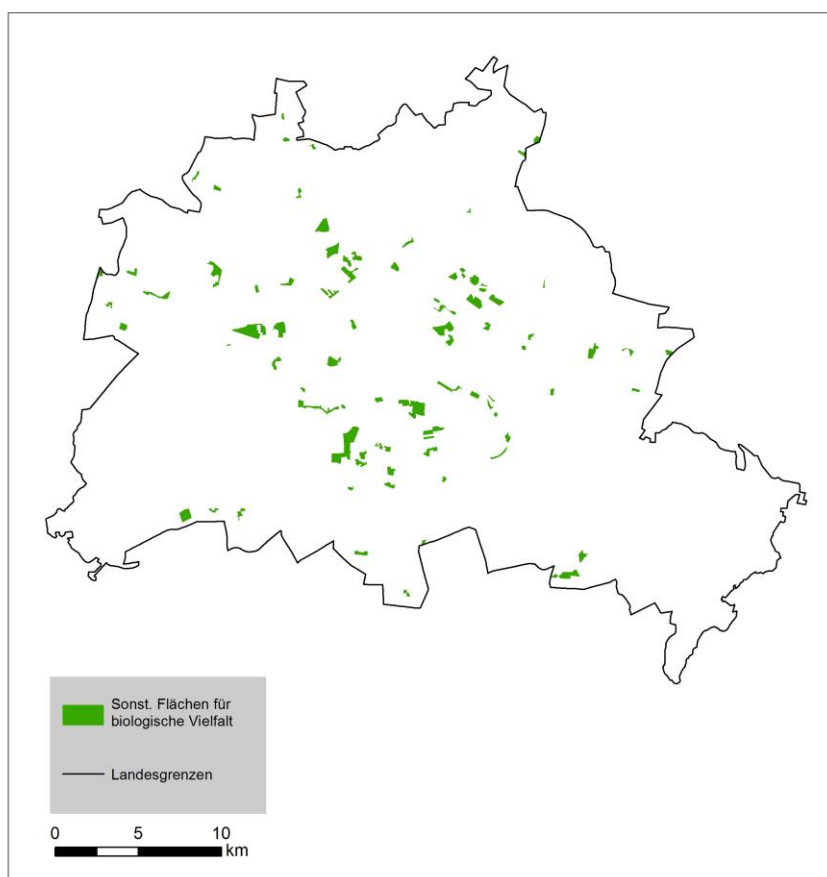 Sonst. Flächen für
biologische Vielfalt
Landesgrenzen
0 5 10
km